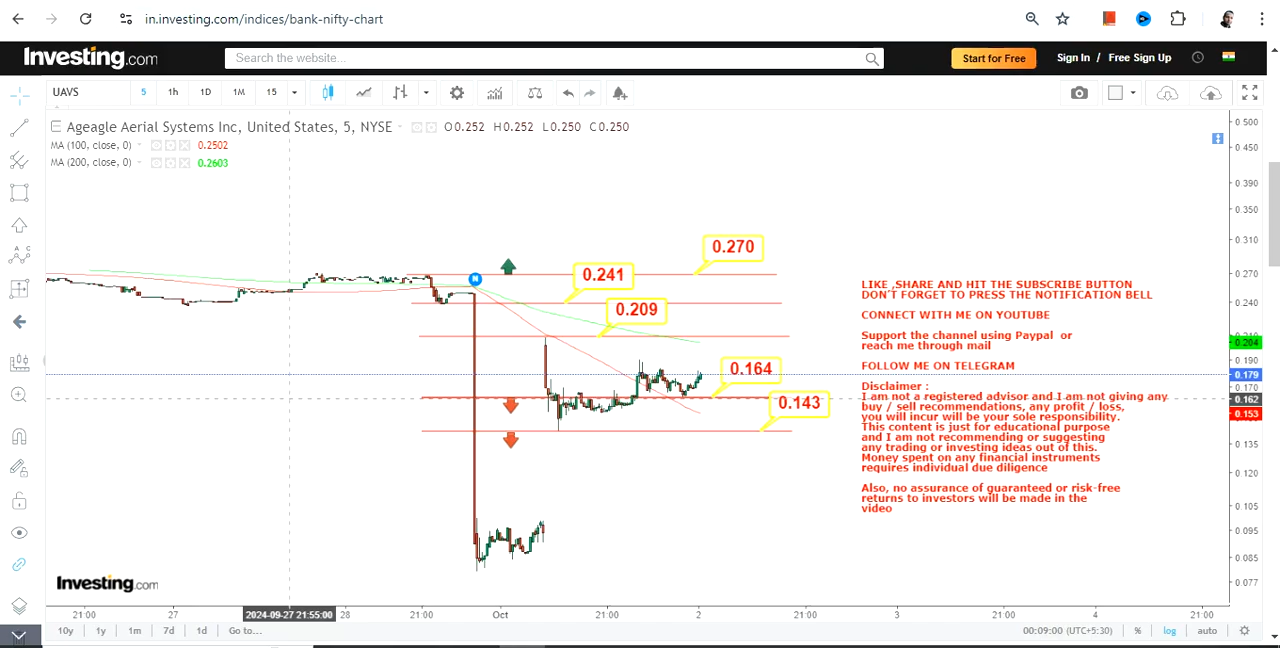 in.investing.com/indices/bank-nifty-chart
Investing.com
Search the website...
Start for Free
Sign In / Free Sign Up
UAVS 5 1h 1D 1M 15
Ageagle Aerial Systems Inc, United States, 5, NYSE O0.252 H0.252 L0.250 C0.250
MA (100, close, 0) 0.2502
MA (200, close, 0) 0.2603
0.500
0.450
0.390
0.350
0.310
0.270
0.240
0.204
0.190
0.179
0.170
0.162
0.153
0.135
0.120
0.105
0.095
0.085
0.077
0.270
0.241
0.209
0.164
0.143
LIKE ,SHARE AND HIT THE SUBSCRIBE BUTTON
DON'T FORGET TO PRESS THE NOTIFICATION BELL
CONNECT WITH ME ON YOUTUBE
Support the channel using Paypal or
reach me through mail
FOLLOW ME ON TELEGRAM
Disclaimer :
I am not a registered advisor and I am not giving any
buy / sell recommendations, any profit / loss,
you will incur will be your sole responsibility.
This content is just for educational purpose
and I am not recommending or suggesting
any trading or investing ideas out of this.
Money spent on any financial instruments
requires individual due diligence
Also, no assurance of guaranteed or risk-free
returns to investors will be made in the
video
Investing.com
21:00 27 2024-09-27 21:55:00 28 21:00 Oct 21:00 2 21:00 3 21:00 4 21:00
10y 1y 1m 7d 1d Go to... 00:09:00 (UTC+5:30) % log auto